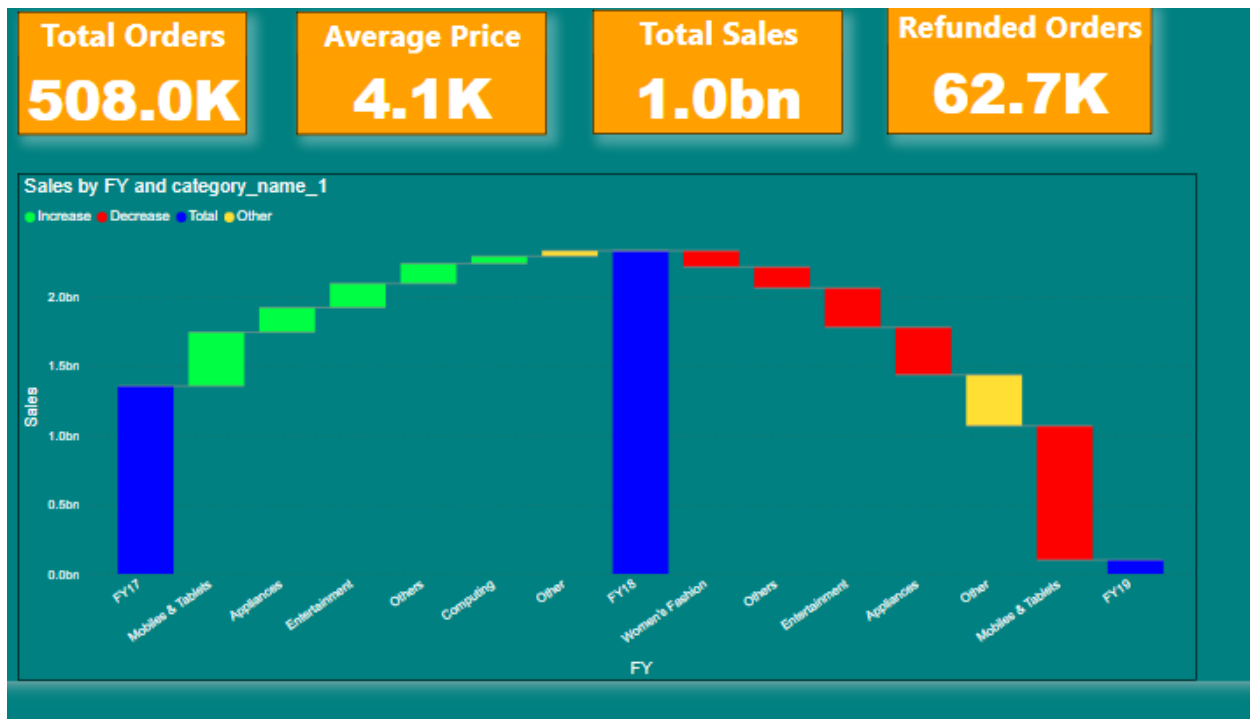 Total Orders
508.0K
Average Price
4.1K
Total Sales
1.0bn
Refunded Orders
62.7K
Sales by FY and category_name_1
Increase Decrease Total Other
Sales
2.0bn
1.5bn
1.0bn
0.5bn
0.0bn
FY17
Mobiles & Tablets
Appliances
Entertainment
Others
Computing
Other
FY18
Women's Fashion
Others
Entertainment
Appliances
Other
Mobiles & Tablets
FY19
FY